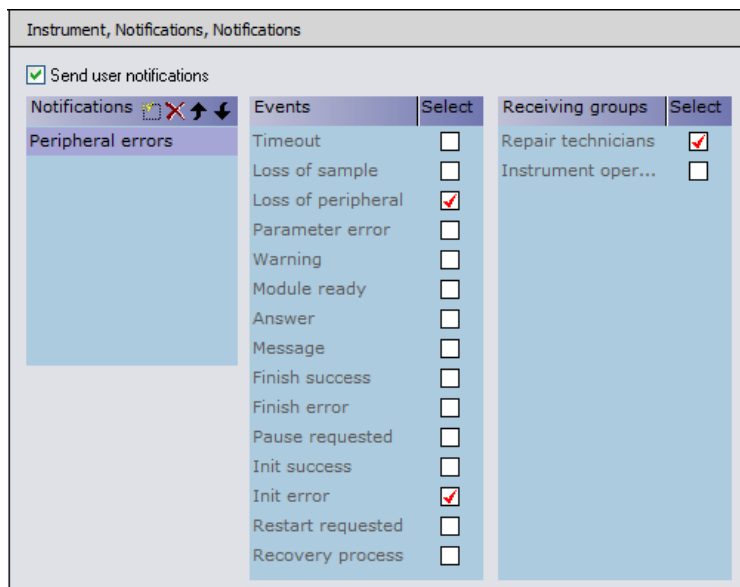 Instrument, Notifications, Notifications
Send user notifications
Notifications
Peripheral errors
Events Select
Timeout
Loss of sample
Loss of peripheral
Parameter error
Warning
Module ready
Answer
Message
Finish success
Finish error
Pause requested
Init success
Init error
Restart requested
Recovery process
Receiving groups Select
Repair technicians
Instrument oper...